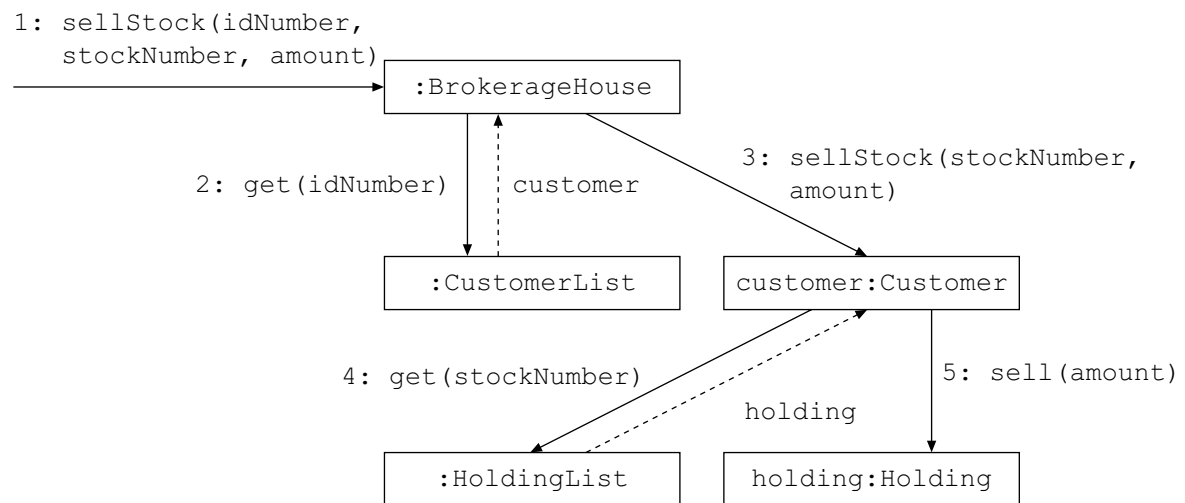 1: sellStock(idNumber,
stockNumber, amount)
:BrokerageHouse
3: sellStock(stockNumber,
amount)
2: get(idNumber)
customer
:CustomerList
customer:Customer
4: get(stockNumber)
5: sell(amount)
holding
:HoldingList
holding:Holding